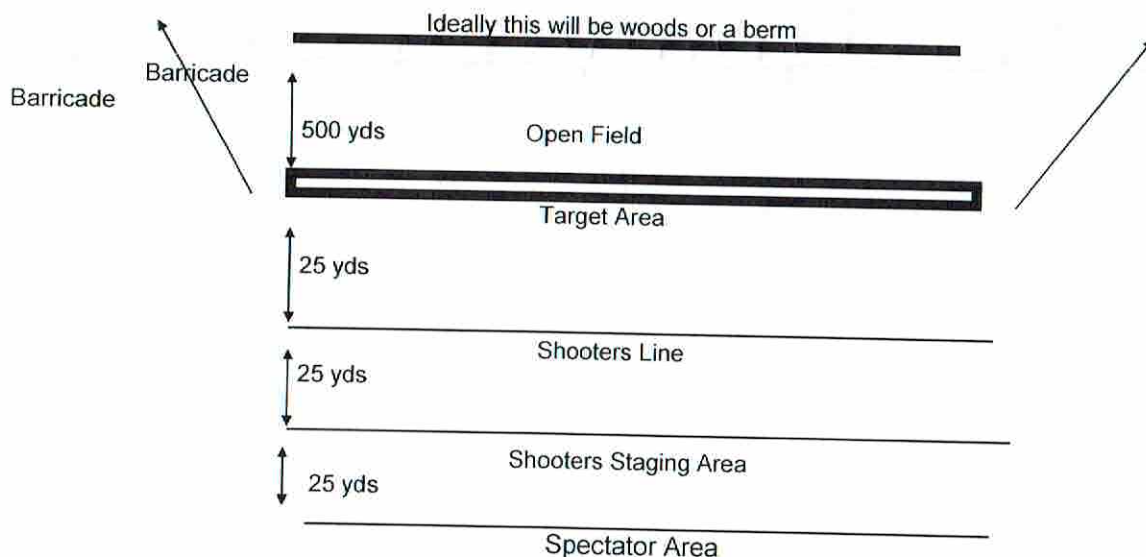 Ideally this will be woods or a berm
Barricade
Barricade
500 yds
Open Field
Target Area
25 yds
Shooters Line
25 yds
Shooters Staging Area
25 yds
Spectator Area